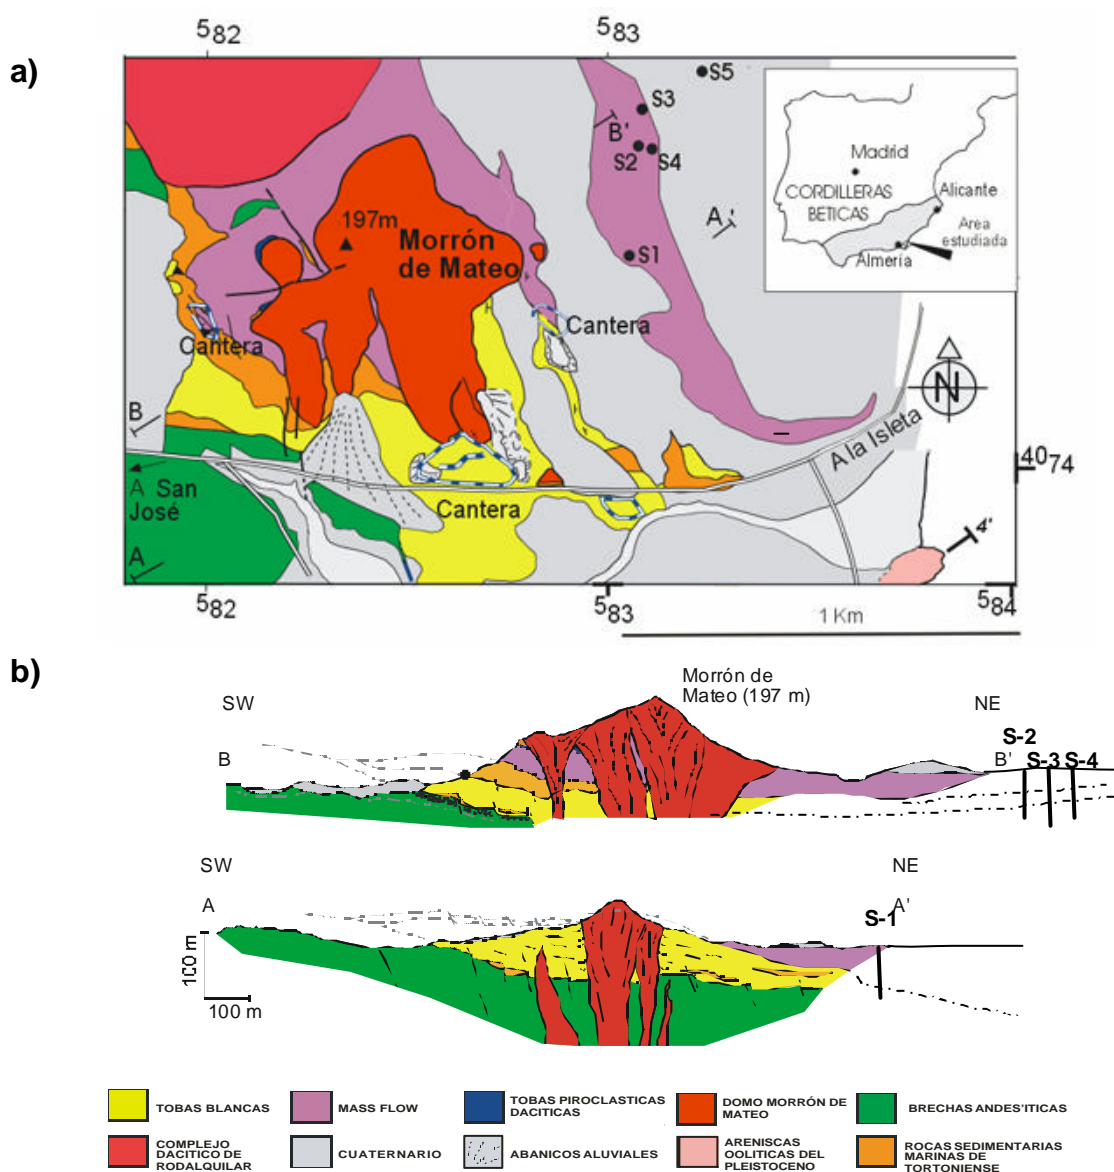 a)
582
583
S5
S3
B'
S2
S4
A'
S1
197m
Morrón
de Mateo
Madrid
CORDILLERAS
BETICAS
Alicante
Area
estudiada
Almería
Cantera
Cantera
N
B
A la Isleta
4074
A San
José
Cantera
4'
A
582
583
584
1 Km
b)
Morrón de
Mateo (197 m)
SW
NE
S-2
B
B'
S-3
S-4
SW
NE
A
A'
S-1
100 m
100 m
TOBAS BLANCAS
MASS FLOW
TOBAS PIROCLASTICAS
DACITICAS
DOMO MORRÓN DE
MATEO
BRECHAS ANDES'ITICAS
COMPLEJO
DACITICO DE
RODALQUILAR
CUATERNARIO
ABANICOS ALUVIALES
ARENISCAS
OOLITICAS DEL
PLEISTOCENO
ROCAS SEDIMENTARIAS
MARINAS DE
TORTONIENSE